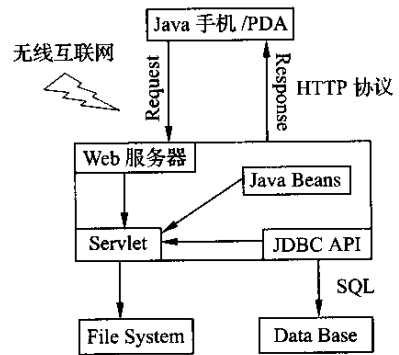 Java 手机/PDA
无线互联网
Request
Response
HTTP 协议
Web 服务器
Java Beans
Servlet
JDBC API
SQL
File System
Data Base